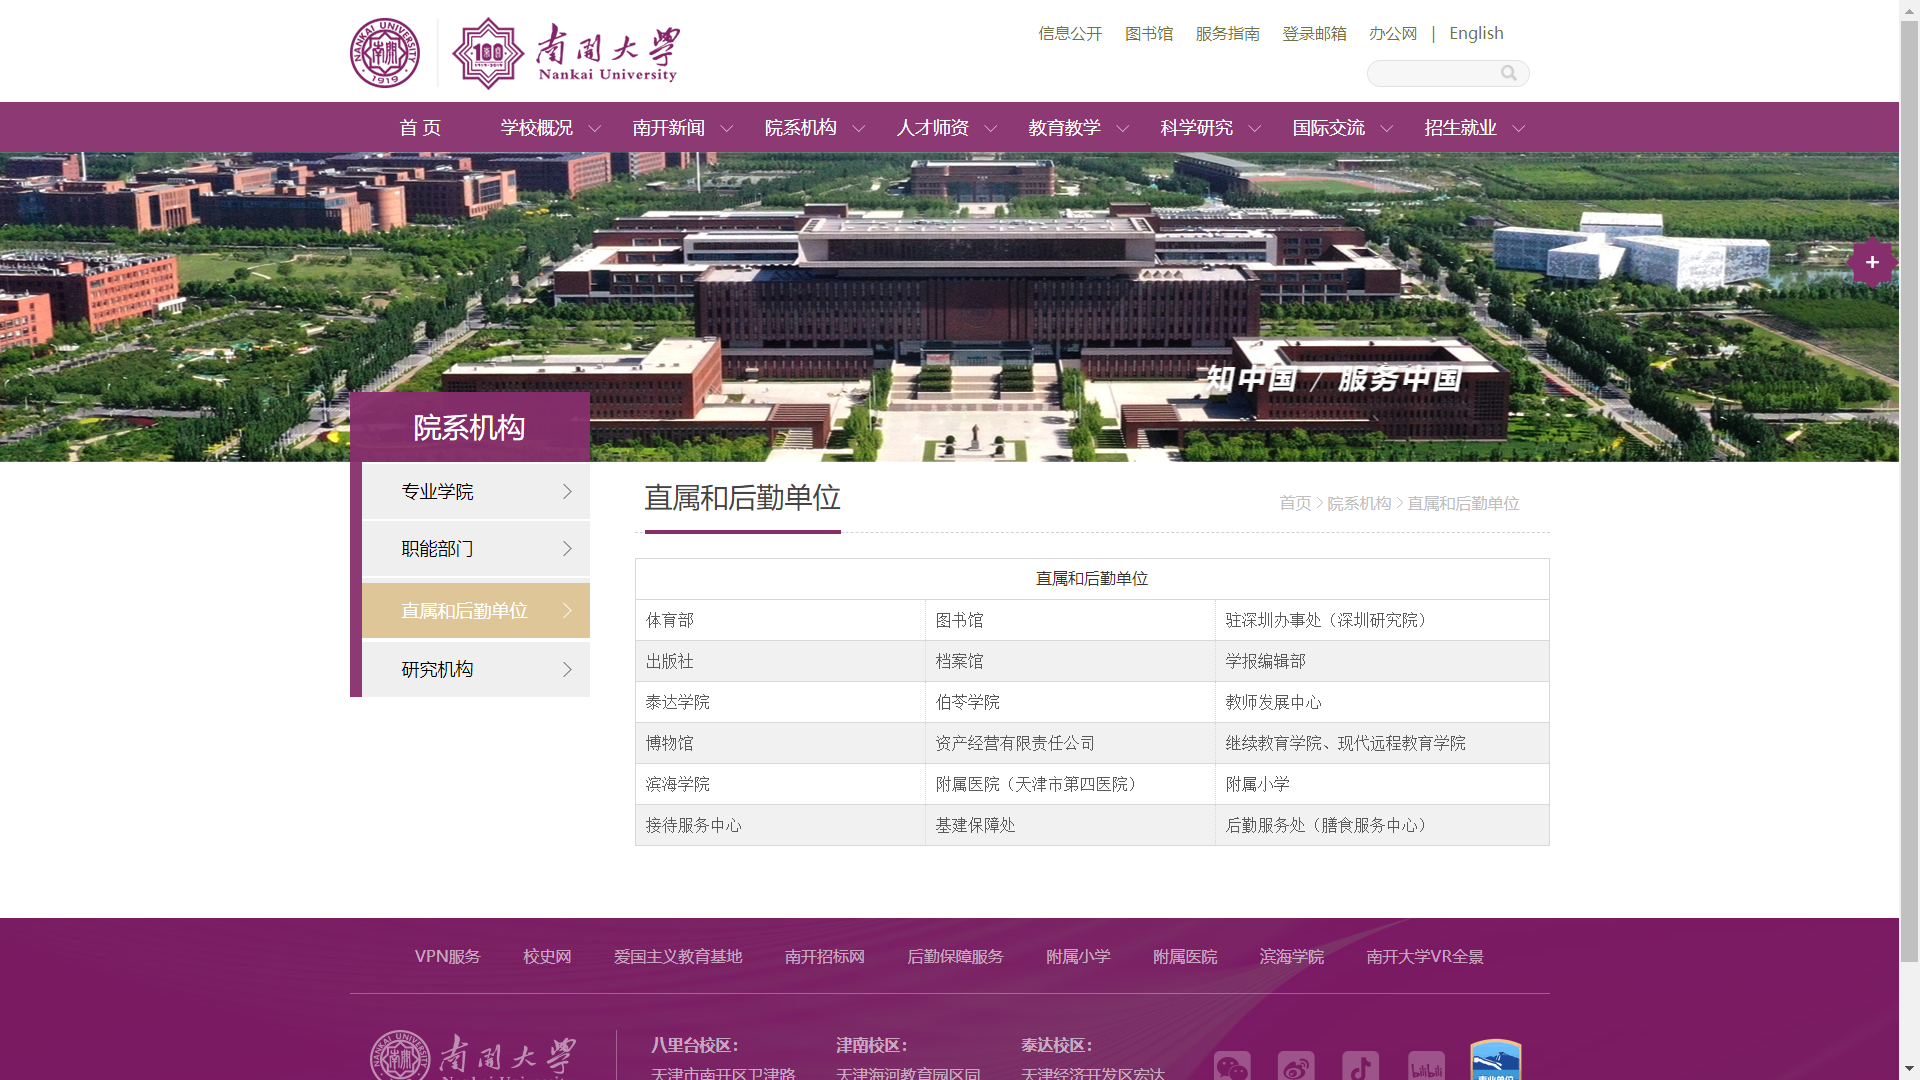 NANKAI UNIVERSITY
南開
1919
100
南開大學
Nankai University
信息公开 图书馆 服务指南 登录邮箱 办公网 | English
首 页 学校概况 南开新闻 院系机构 人才师资 教育教学 科学研究 国际交流 招生就业
+
知中国 / 服务中国
院系机构
专业学院
职能部门
直属和后勤单位
研究机构
直属和后勤单位
首页 > 院系机构 > 直属和后勤单位
直属和后勤单位
体育部 图书馆 驻深圳办事处（深圳研究院）
出版社 档案馆 学报编辑部
泰达学院 伯苓学院 教师发展中心
博物馆 资产经营有限责任公司 继续教育学院、现代远程教育学院
滨海学院 附属医院（天津市第四医院） 附属小学
接待服务中心 基建保障处 后勤服务处（膳食服务中心）
VPN服务 校史网 爱国主义教育基地 南开招标网 后勤保障服务 附属小学 附属医院 滨海学院 南开大学VR全景
南開大學
八里台校区： 津南校区： 泰达校区：
天津市南开区卫津路 天津海河教育园区同 天津经济开发区宏达
bilibili